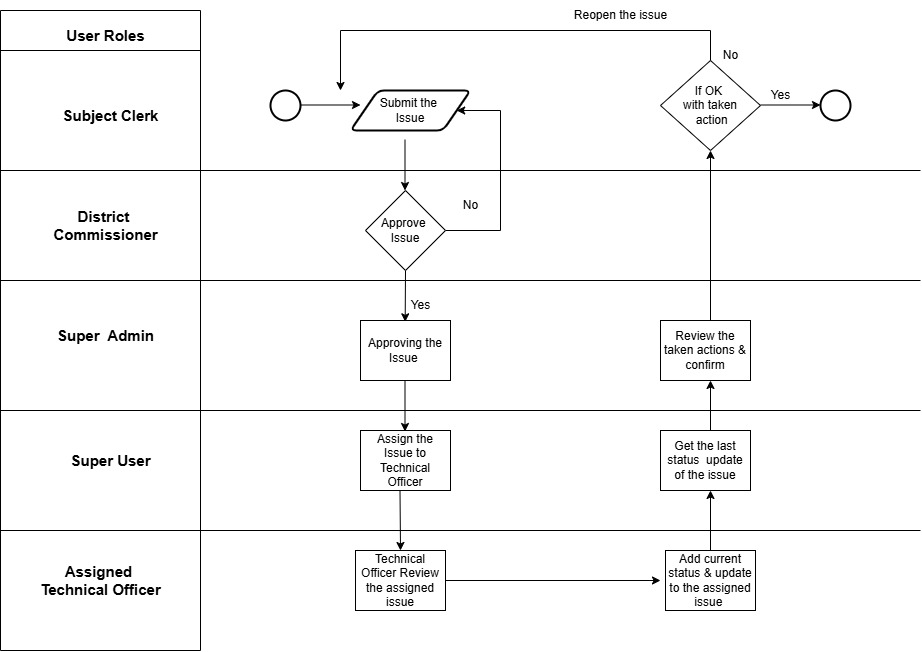 Reopen the issue
User Roles
No
Subject Clerk
Submit the
Issue
If OK
with taken
action
Yes
District
Commissioner
Approve
Issue
No
Super  Admin
Yes
Approving the
Issue
Review the
taken actions &
confirm
Super User
Assign the
Issue to
Technical
Officer
Get the last
status  update
of the issue
Assigned
Technical Officer
Technical
Officer Review
the assigned
issue
Add current
status & update
to the assigned
issue